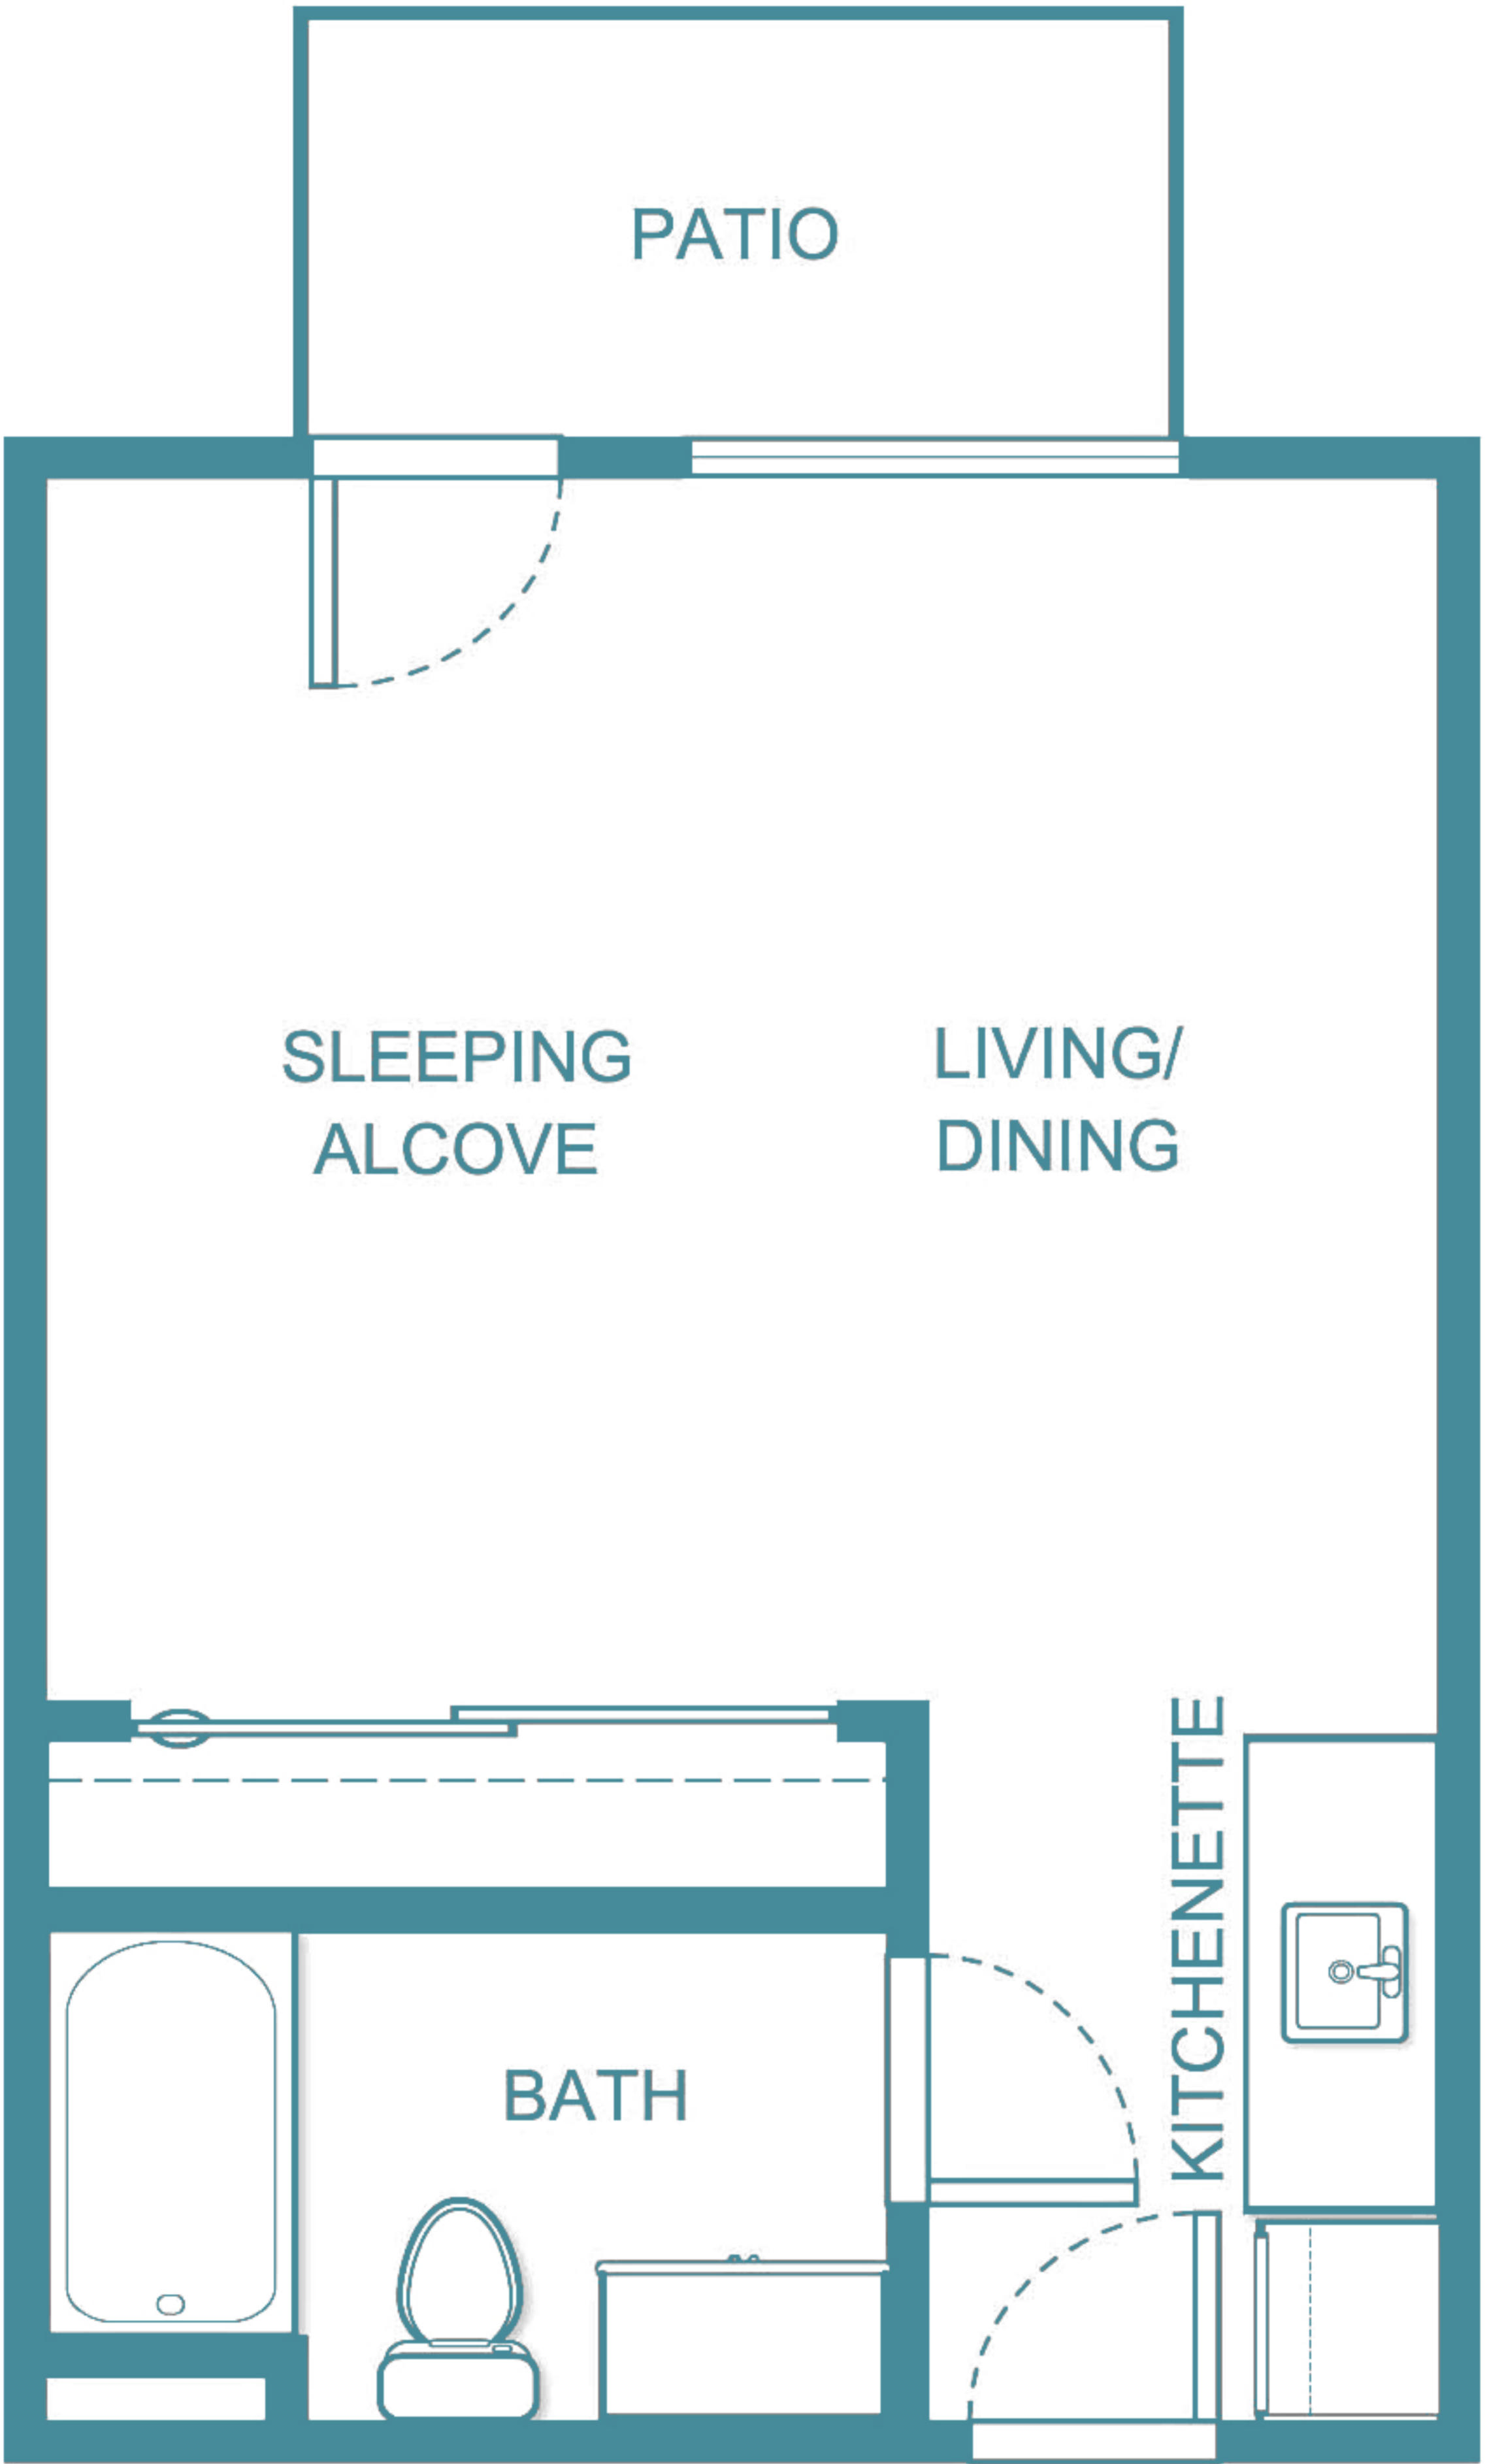 PATIO
SLEEPING
ALCOVE
LIVING/
DINING
KITCHENETTE
BATH